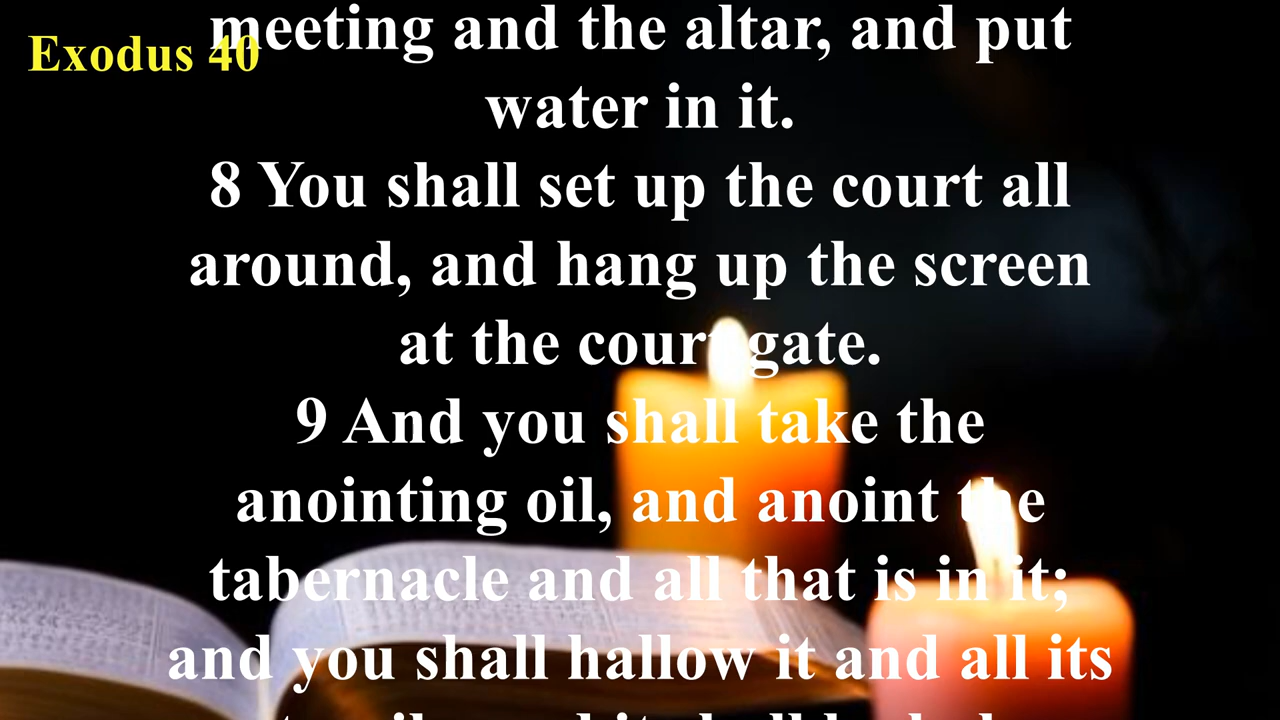 Exodus 40
meeting and the altar, and put
water in it.
8 You shall set up the court all
around, and hang up the screen
at the court gate.
9 And you shall take the
anointing oil, and anoint the
tabernacle and all that is in it;
and you shall hallow it and all its